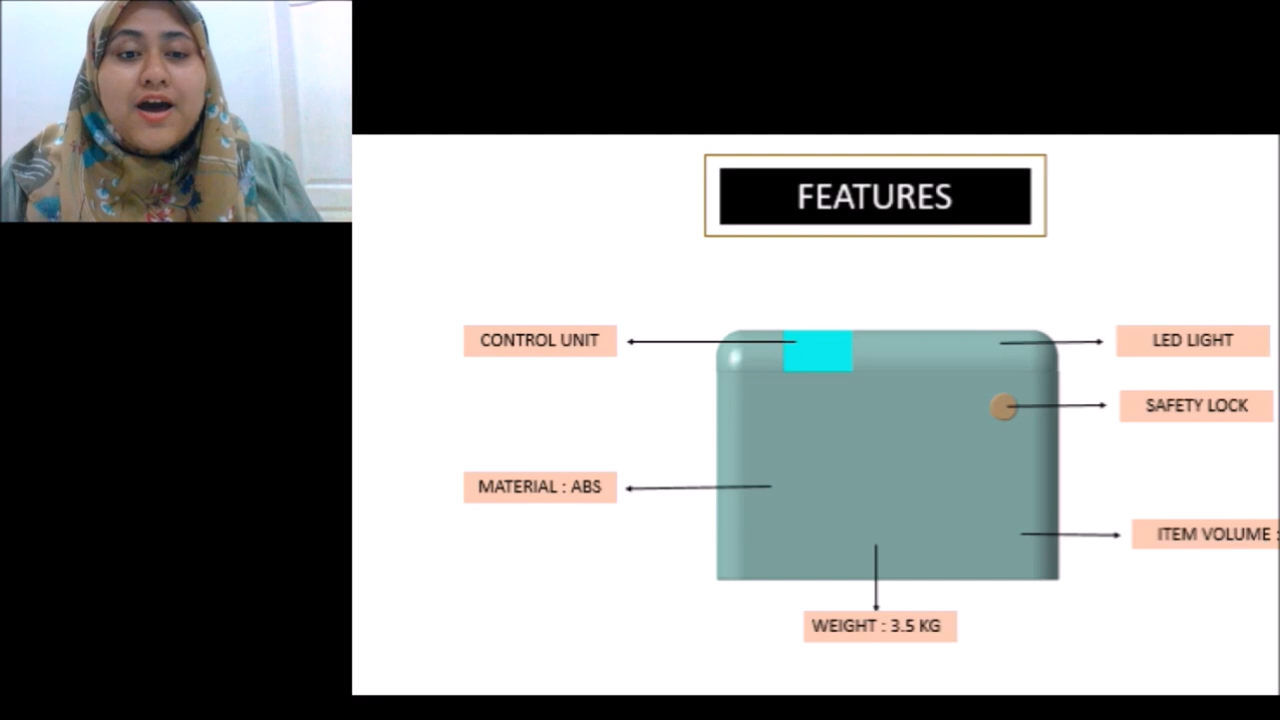 FEATURES
CONTROL UNIT
LED LIGHT
SAFETY LOCK
MATERIAL : ABS
ITEM VOLUME :
WEIGHT : 3.5 KG